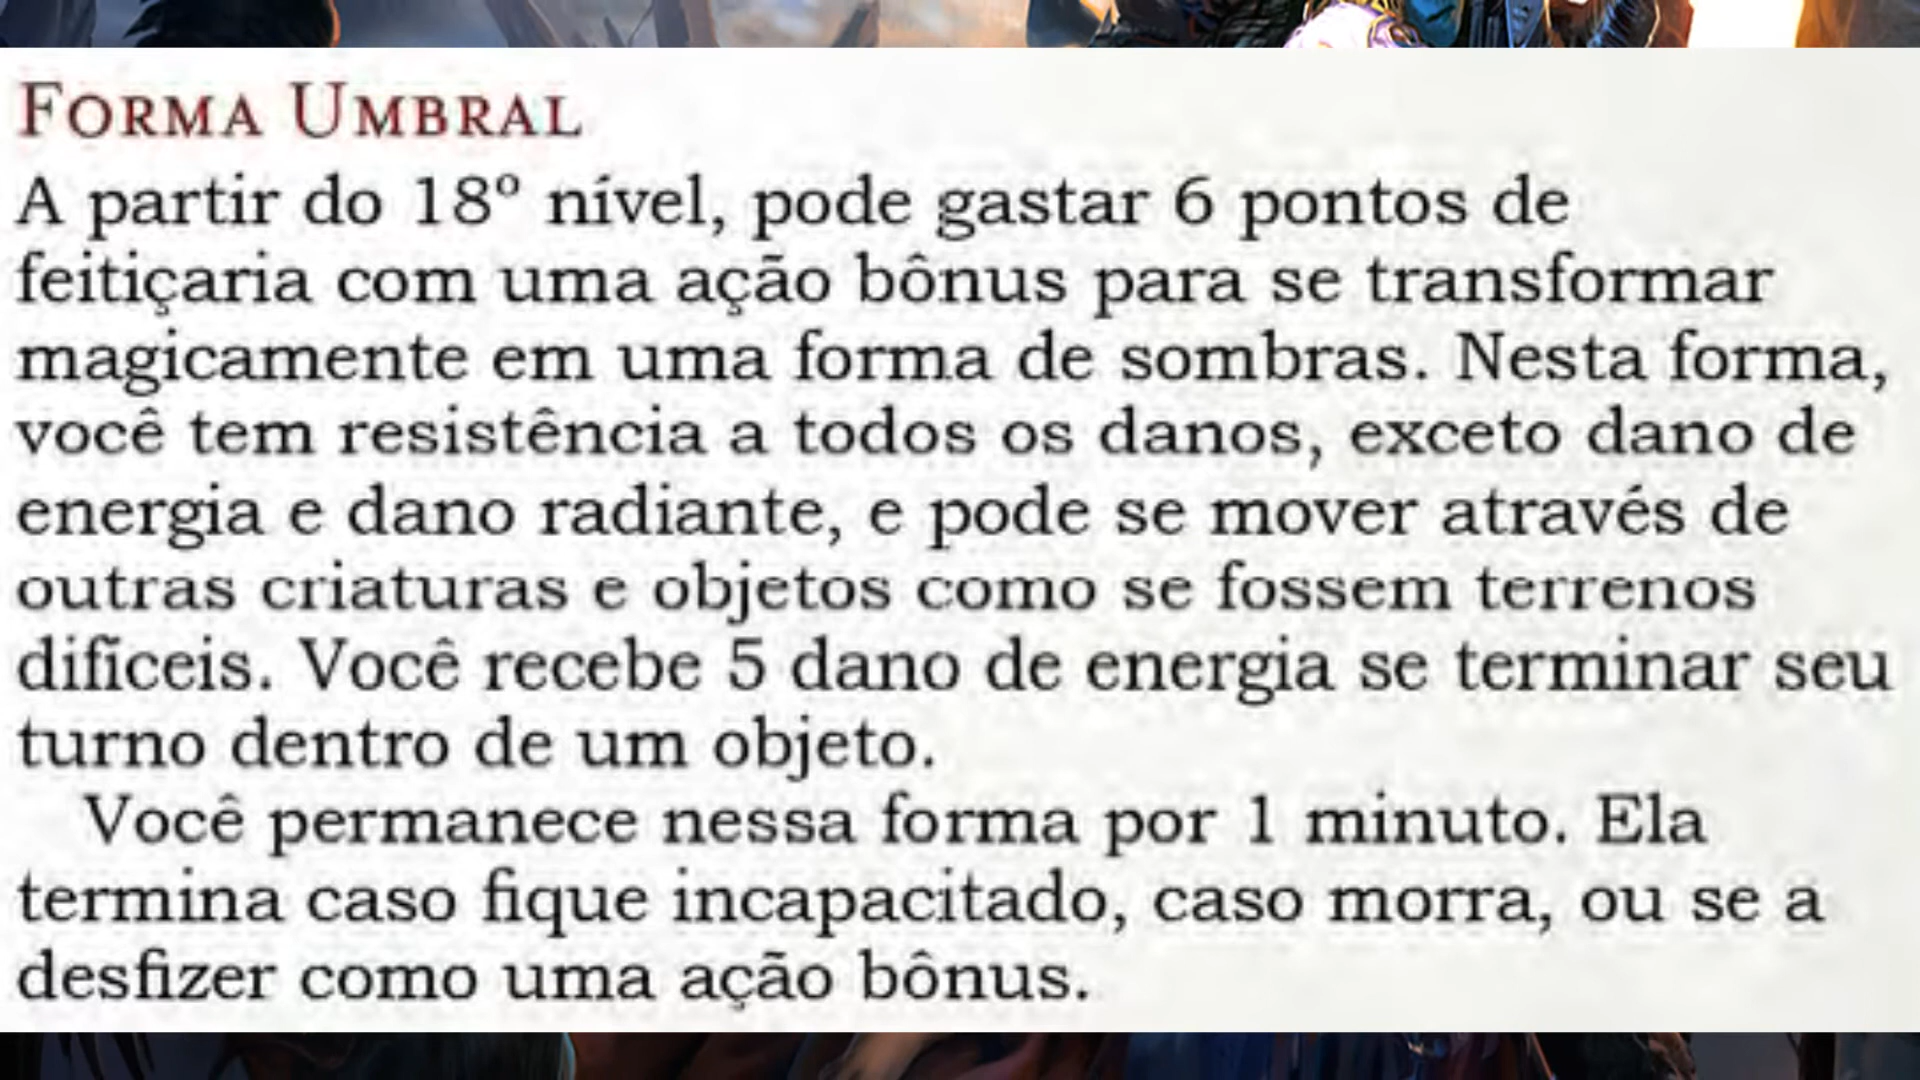 FORMA UMBRAL
A partir do 18º nível, pode gastar 6 pontos de
feitiçaria com uma ação bônus para se transformar
magicamente em uma forma de sombras. Nesta forma,
você tem resistência a todos os danos, exceto dano de
energia e dano radiante, e pode se mover através de
outras criaturas e objetos como se fossem terrenos
difíceis. Você recebe 5 dano de energia se terminar seu
turno dentro de um objeto.
Você permanece nessa forma por 1 minuto. Ela
termina caso fique incapacitado, caso morra, ou se a
desfizer como uma ação bônus.